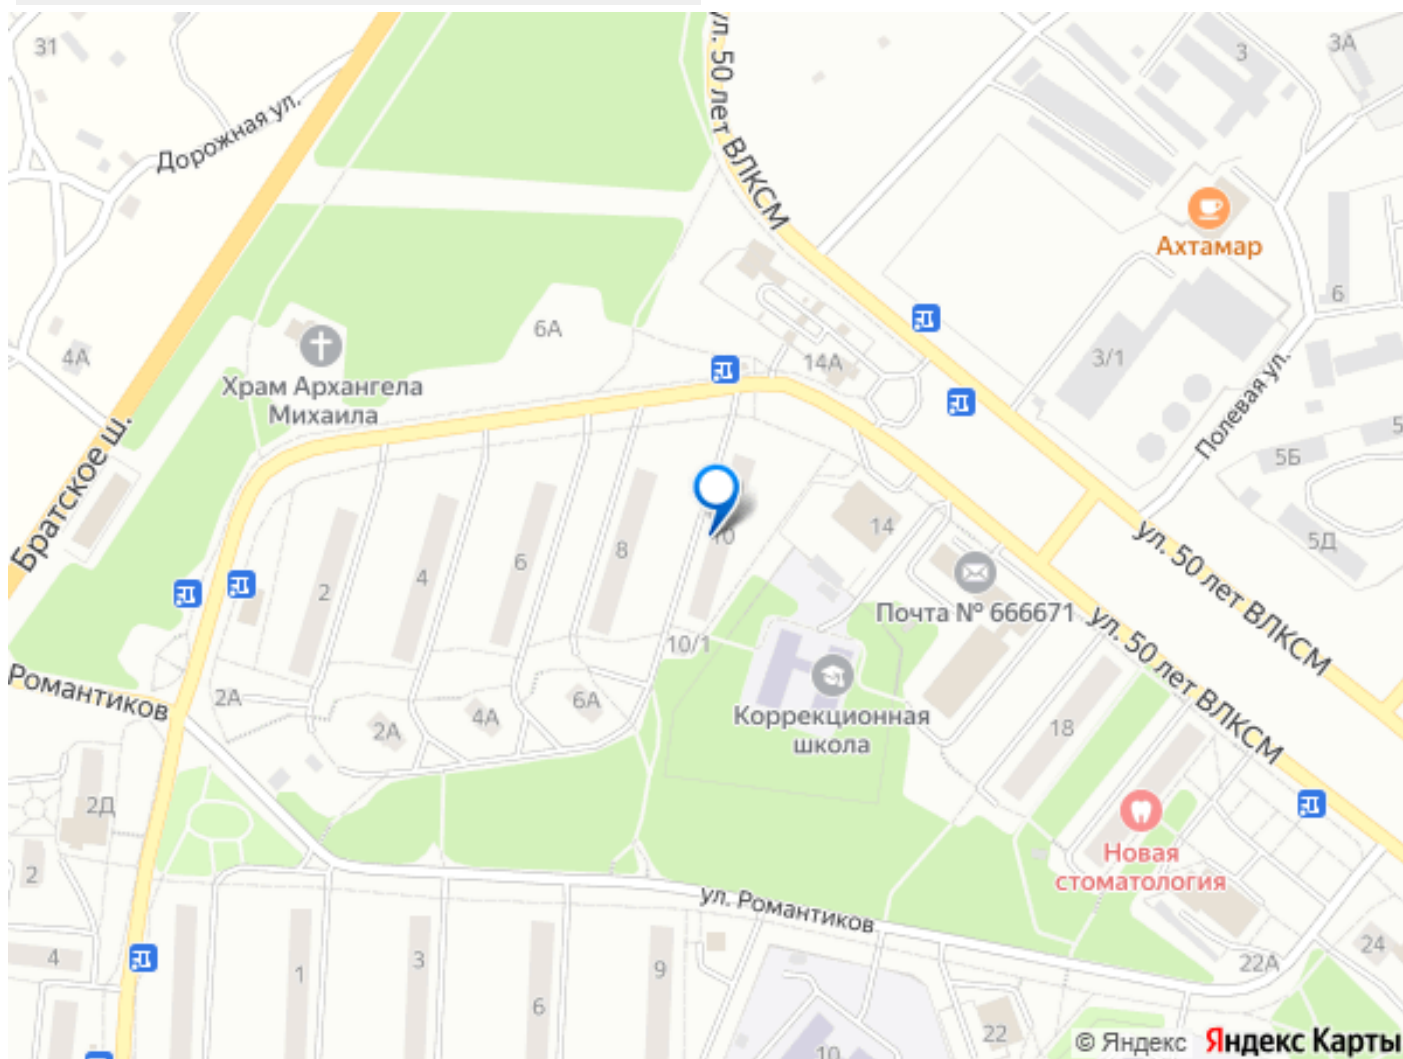 31
Дорожная ул.
ул. 50 лет ВЛКСМ
3
3А
Ахтамар
6
4А
Храм Архангела
Михаила
6А
14А
3/1
Полевая ул.
Братское ш.
5Б
5
5Д
2
4
6
8
10
14
Почта № 666671
ул. 50 лет ВЛКСМ
ул. 50 лет ВЛКСМ
Романтиков
2А
10/1
2А
4А
6А
Коррекционная
школа
18
2Д
2
Новая
стоматология
ул. Романтиков
4
1
3
6
9
10
22
22А
24
© Яндекс Яндекс Карты